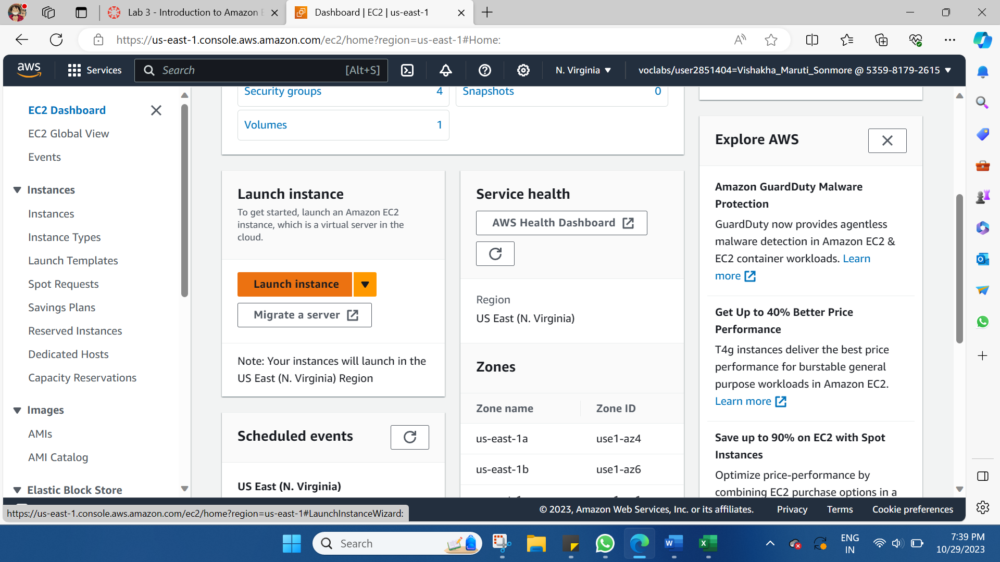 Lab 3 - Introduction to Amazon E
Dashboard | EC2 | us-east-1
https://us-east-1.console.aws.amazon.com/ec2/home?region=us-east-1#Home:
aws
Services
Search
[Alt+S]
N. Virginia
voclabs/user2851404=Vishakha_Maruti_Sonmore @ 5359-8179-2615
EC2 Dashboard
EC2 Global View
Events
Instances
Instances
Instance Types
Launch Templates
Spot Requests
Savings Plans
Reserved Instances
Dedicated Hosts
Capacity Reservations
Images
AMIs
AMI Catalog
Elastic Block Store
Security groups 4
Snapshots 0
Volumes 1
Launch instance
To get started, launch an Amazon EC2
instance, which is a virtual server in the
cloud.
Launch instance
Migrate a server
Note: Your instances will launch in the
US East (N. Virginia) Region
Scheduled events
US East (N. Virginia)
Service health
AWS Health Dashboard
Region
US East (N. Virginia)
Zones
Zone name Zone ID
us-east-1a use1-az4
us-east-1b use1-az6
Explore AWS
Amazon GuardDuty Malware
Protection
GuardDuty now provides agentless
malware detection in Amazon EC2 &
EC2 container workloads. Learn
more
Get Up to 40% Better Price
Performance
T4g instances deliver the best price
performance for burstable general
purpose workloads in Amazon EC2.
Learn more
Save up to 90% on EC2 with Spot
Instances
Optimize price-performance by
combining EC2 purchase options in a
https://us-east-1.console.aws.amazon.com/ec2/home?region=us-east-1#LaunchInstanceWizard:
© 2023, Amazon Web Services, Inc. or its affiliates.
Privacy
Terms
Cookie preferences
Search
ENG
IN
7:39 PM
10/29/2023